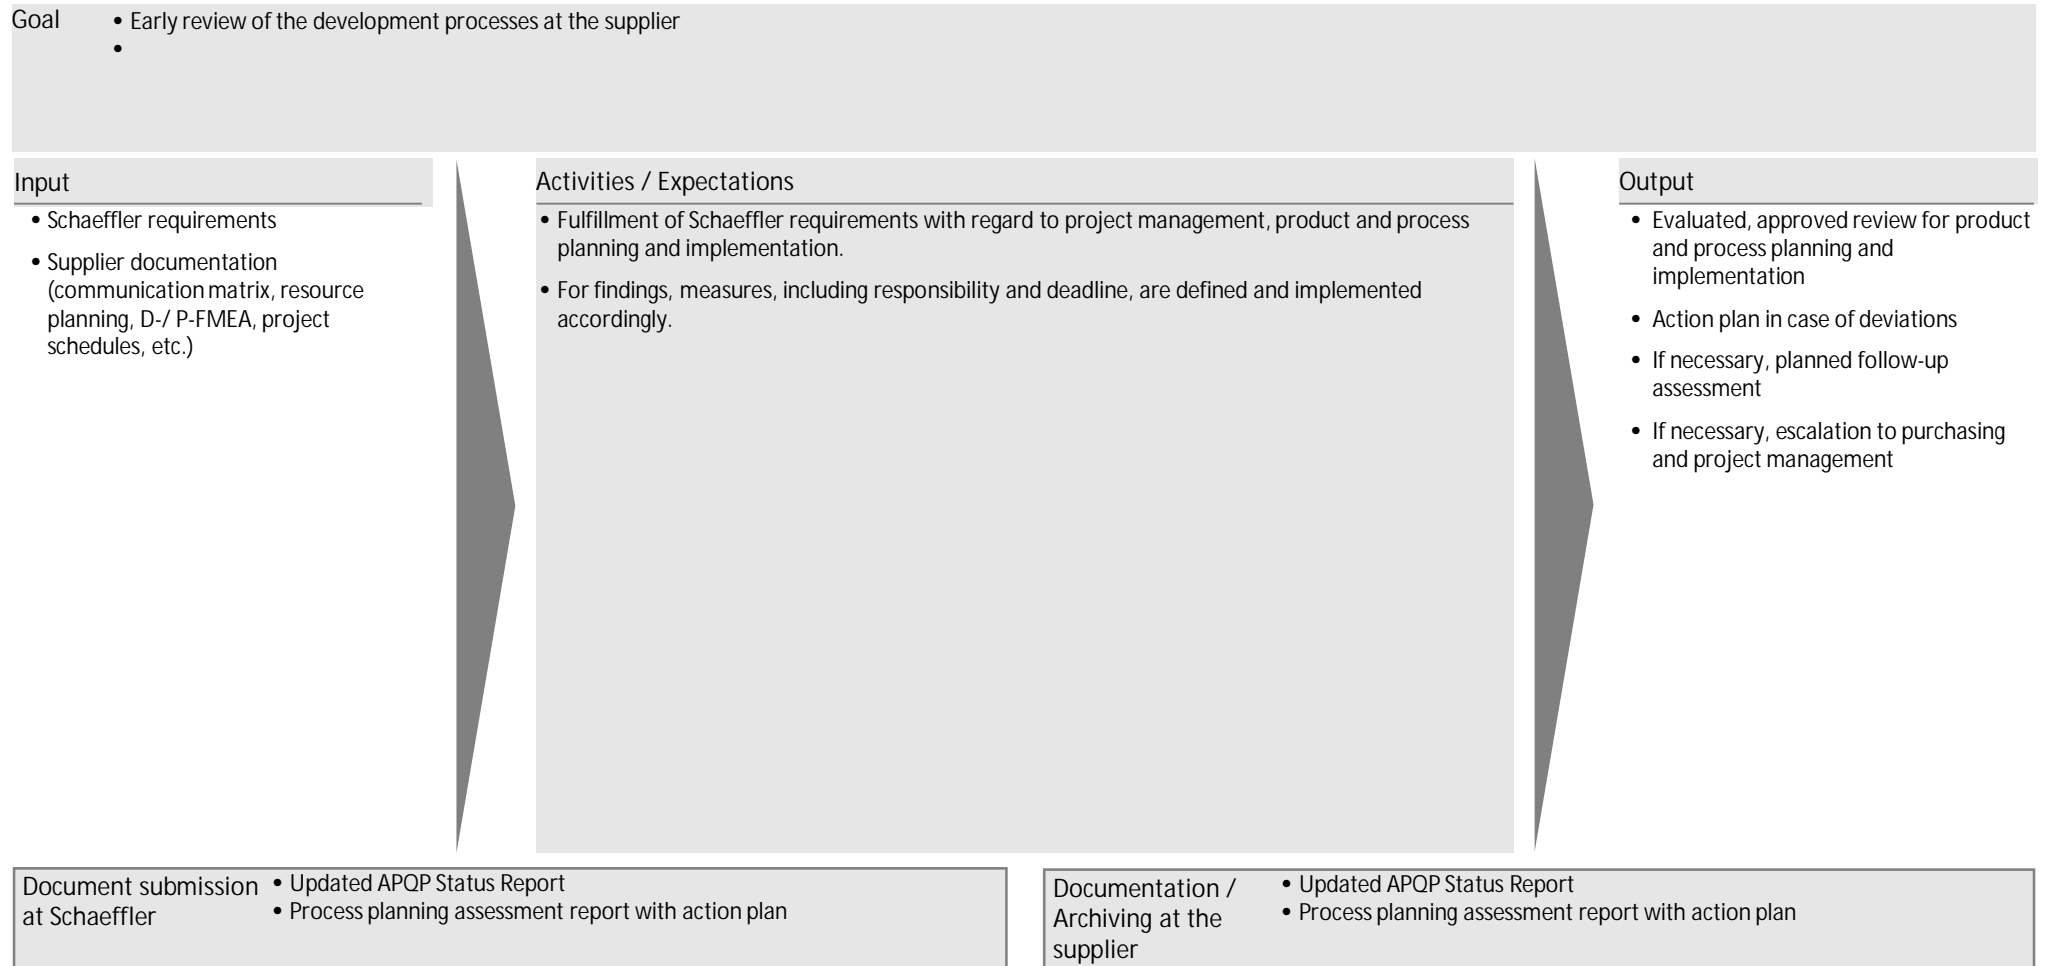 Goal
• Early review of the development processes at the supplier
•
Input
• Schaeffler requirements
• Supplier documentation
(communication matrix, resource
planning, D-/ P-FMEA, project
schedules, etc.)
Activities / Expectations
• Fulfillment of Schaeffler requirements with regard to project management, product and process
planning and implementation.
• For findings, measures, including responsibility and deadline, are defined and implemented
accordingly.
Output
• Evaluated, approved review for product
and process planning and
implementation
• Action plan in case of deviations
• If necessary, planned follow-up
assessment
• If necessary, escalation to purchasing
and project management
Document submission
at Schaeffler
• Updated APQP Status Report
• Process planning assessment report with action plan
Documentation /
Archiving at the
supplier
• Updated APQP Status Report
• Process planning assessment report with action plan